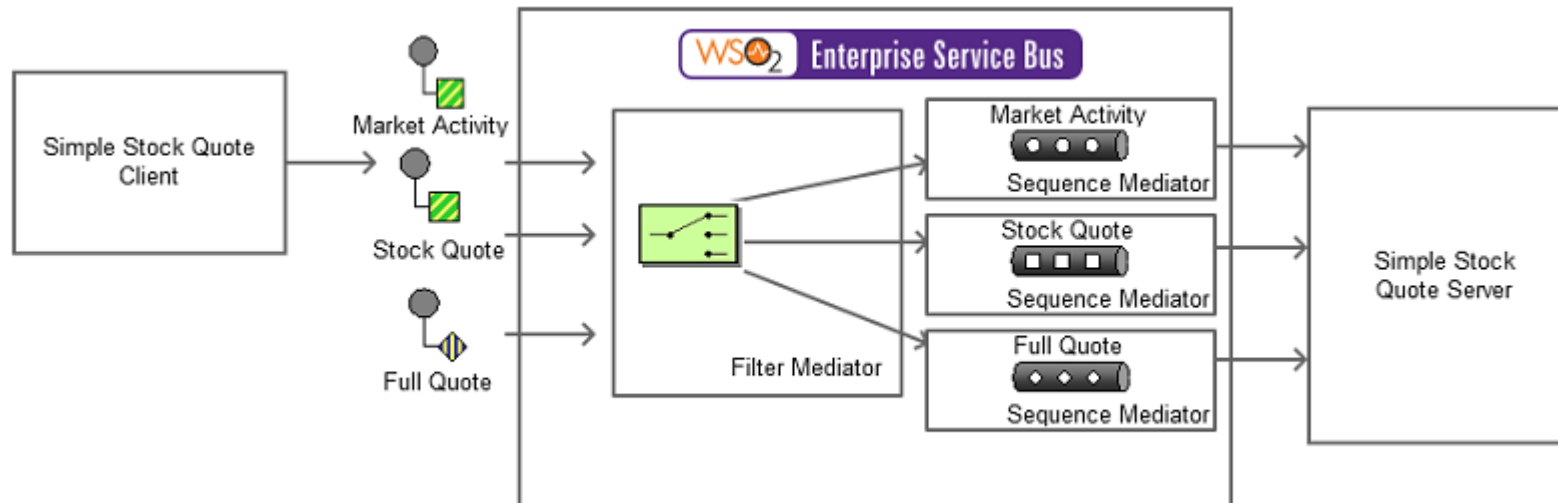 WSO2 Enterprise Service Bus
Simple Stock Quote
Client
Market Activity
Stock Quote
Full Quote
Filter Mediator
Market Activity
Sequence Mediator
Stock Quote
Sequence Mediator
Full Quote
Sequence Mediator
Simple Stock
Quote Server